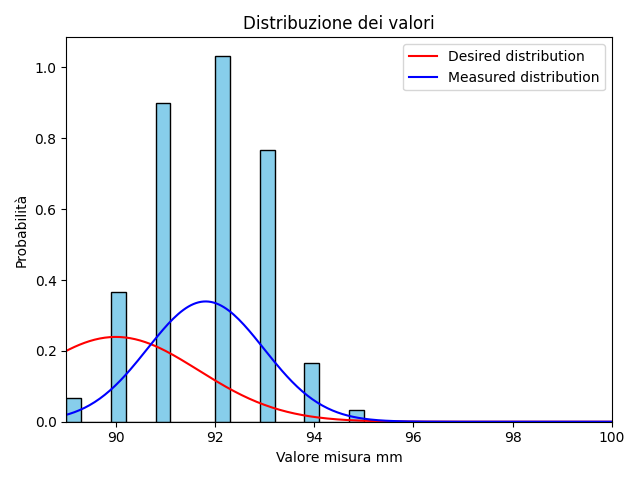 Distribuzione dei valori
Desired distribution
Measured distribution
Probabilità
1.0
0.8
0.6
0.4
0.2
0.0
90 92 94 96 98 100
Valore misura mm